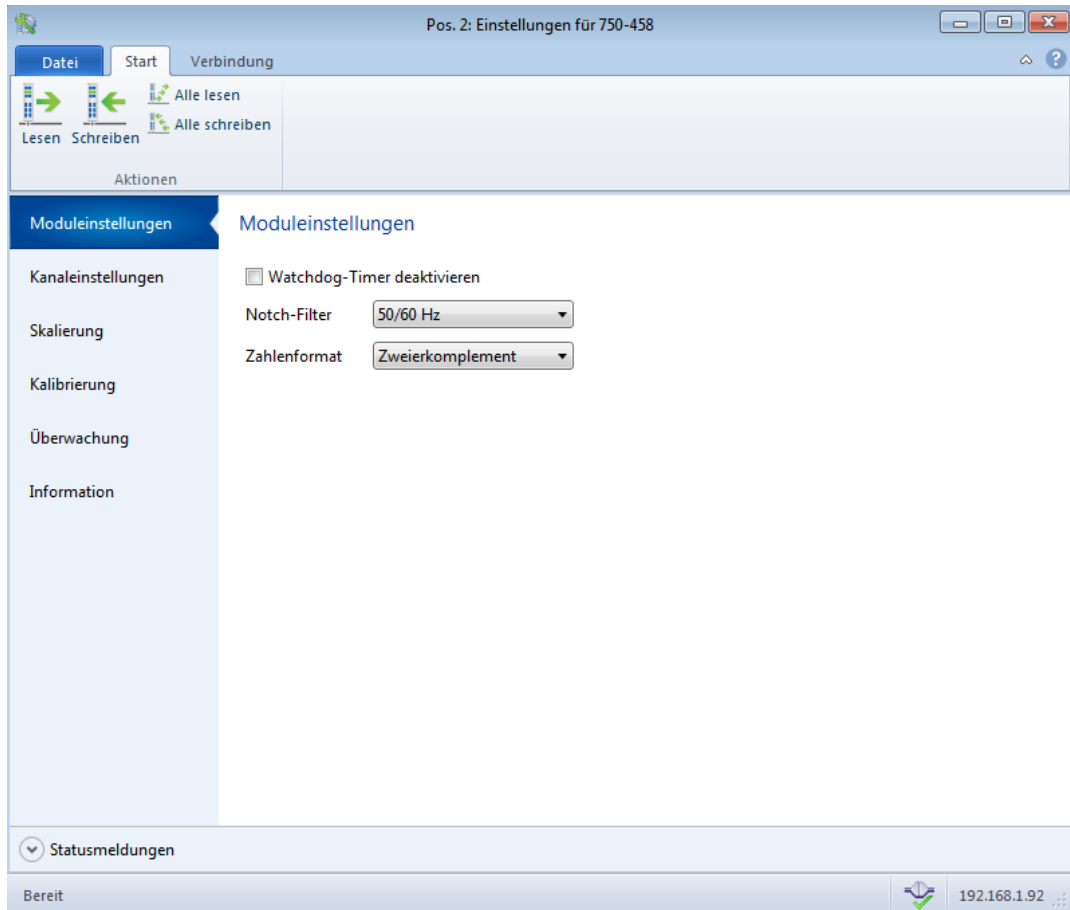 Pos. 2: Einstellungen für 750-458
Datei Start Verbindung
Lesen Schreiben
Alle lesen
Alle schreiben
Aktionen
Moduleinstellungen
Kanaleinstellungen
Skalierung
Kalibrierung
Überwachung
Information
Moduleinstellungen
Watchdog-Timer deaktivieren
Notch-Filter 50/60 Hz
Zahlenformat Zweierkomplement
Statusmeldungen
Bereit 192.168.1.92